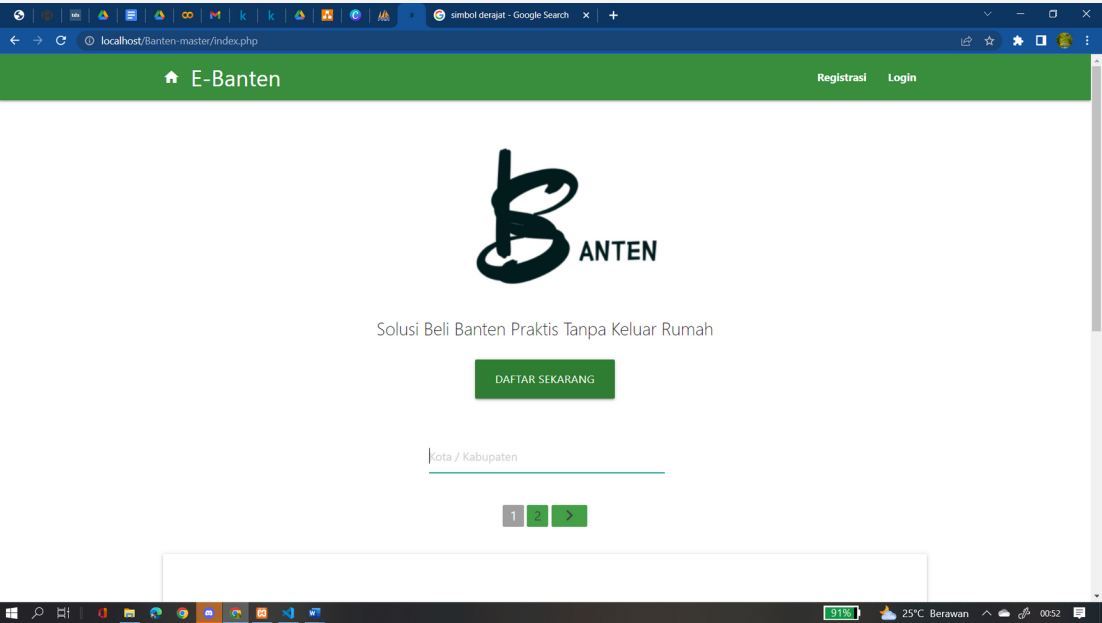 simbol derajat - Google Search
localhost/Banten-master/index.php
E-Banten
Registrasi
Login
BANTEN
Solusi Beli Banten Praktis Tanpa Keluar Rumah
DAFTAR SEKARANG
Kota / Kabupaten
1 2
91%
25°C Berawan
00:52